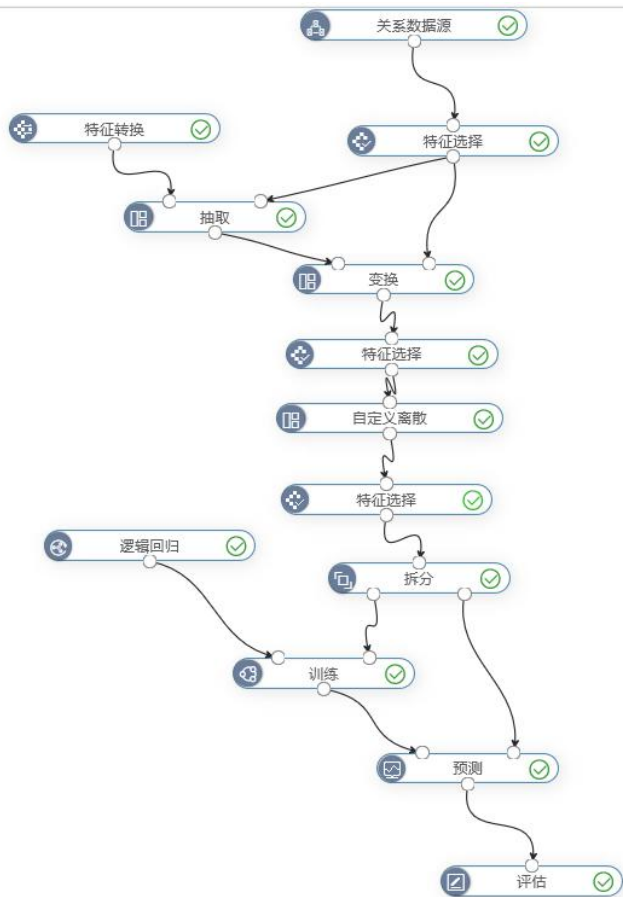 关系数据源
特征转换
特征选择
抽取
变换
特征选择
自定义离散
特征选择
逻辑回归
拆分
训练
预测
评估